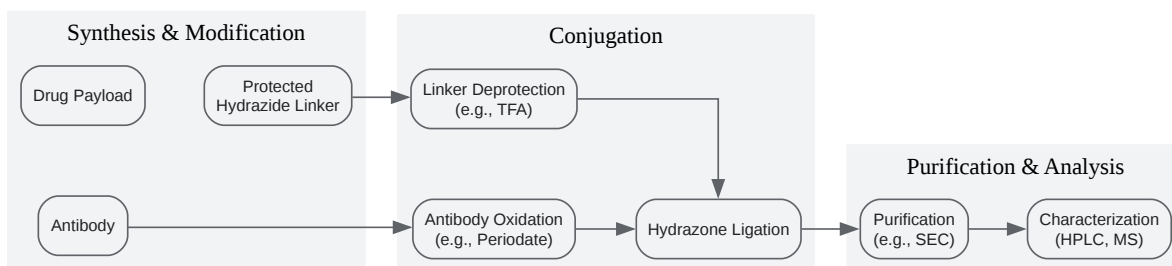 Synthesis & Modification
Drug Payload
Protected
Hydrazide Linker
Antibody
Conjugation
Linker Deprotection
(e.g., TFA)
Antibody Oxidation
(e.g., Periodate)
Hydrazone Ligation
Purification & Analysis
Purification
(e.g., SEC)
Characterization
(HPLC, MS)